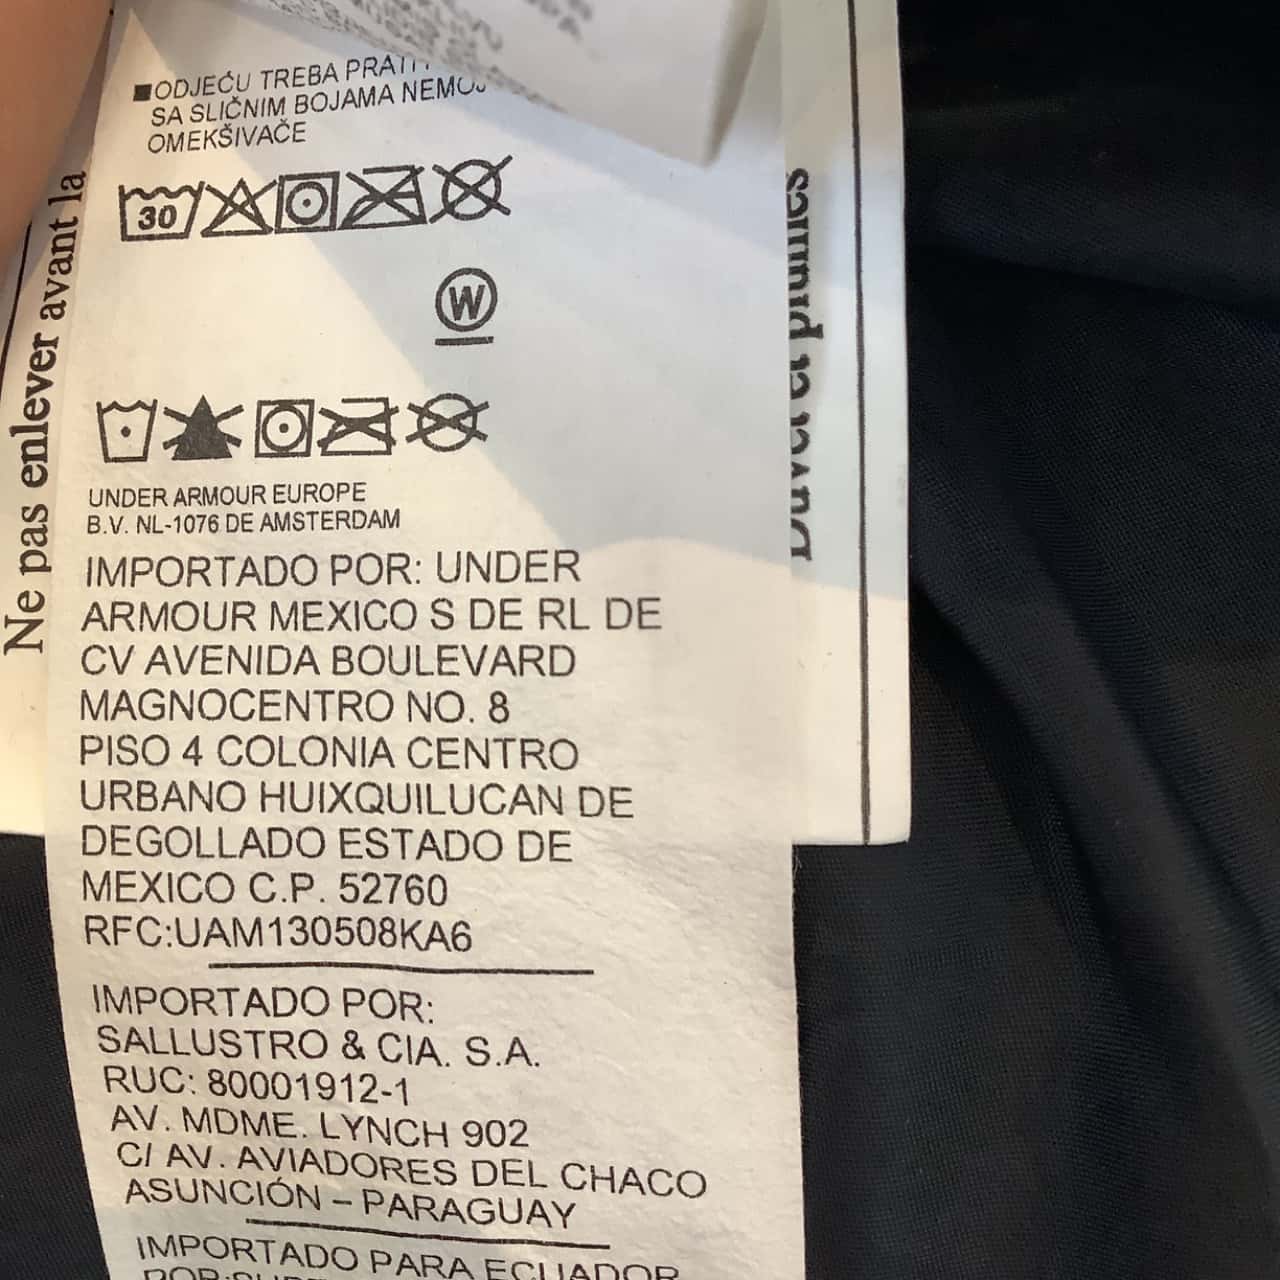 ODJEĆU TREBA PRATI
SA SLIČNIM BOJAMA
OMEKŠIVAČE
30
W
UNDER ARMOUR EUROPE
B.V. NL-1076 DE AMSTERDAM
IMPORTADO POR: UNDER
ARMOUR MEXICO S DE RL DE
CV AVENIDA BOULEVARD
MAGNOCENTRO NO. 8
PISO 4 COLONIA CENTRO
URBANO HUIXQUILUCAN DE
DEGOLLADO ESTADO DE
MEXICO C.P. 52760
RFC:UAM130508KA6
IMPORTADO POR:
SALLUSTRO & CIA. S.A.
RUC: 80001912-1
AV. MDME. LYNCH 902
C/ AV. AVIADORES DEL CHACO
ASUNCIÓN – PARAGUAY
IMPORTADO PARA ECUADOR
Ne pas enlever avant la
Duvet et plumes